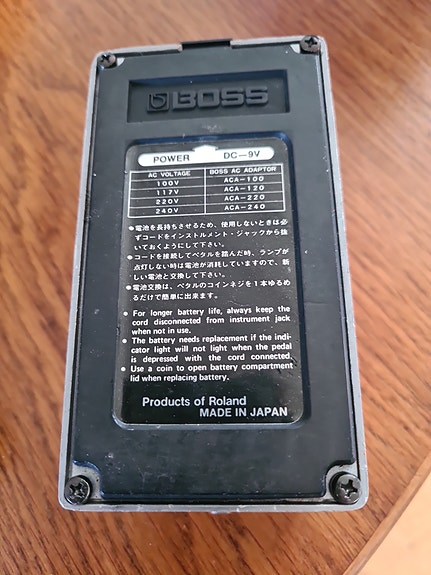 BOSS
POWER DC—9V
AC VOLTAGE BOSS AC ADAPTOR
100V ACA-100
117V ACA-120
220V ACA-220
240V ACA-240
●電池を長持ちさせるため、使用しないときは必
ずコードをインストルメント・ジャックから抜
いておくようにして下さい。
●コードを接続してペダルを踏んだ時、ランプが
点灯しない時は電池が消耗していますので、新
しい電池と交換して下さい。
●電池交換は、ペダルのコインネジを1本ゆるめ
るだけで簡単に出来ます。
● For longer battery life, always keep the
cord disconnected from instrument jack
when not in use.
● The battery needs replacement if the indi-
cator light will not light when the pedal
is depressed with the cord connected.
● Use a coin to open battery compartment
lid when replacing battery.
Products of Roland
MADE IN JAPAN